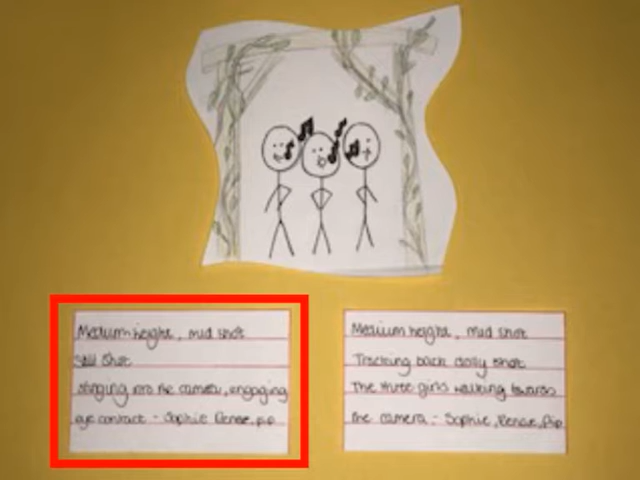 Medium height, mid shot
Still Shot
singing into the camera, engaging
eye contact - Sophie, Renae, pip
Medium height, mid shot
Tracking back dolly shot
The three girls walking towards
the camera - Sophie, Renae, Pip